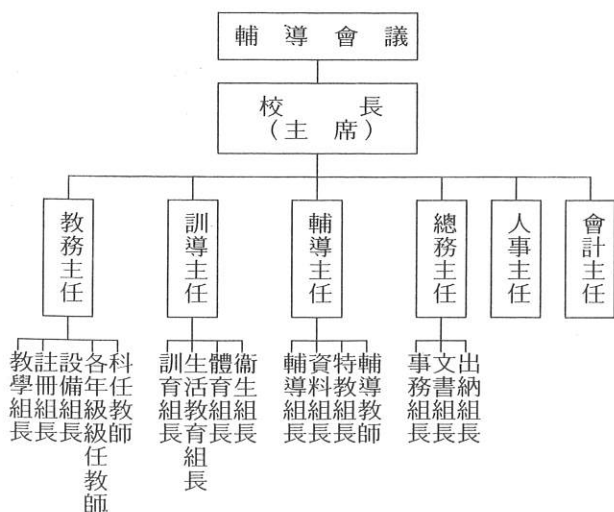 輔導會議
校長
(主席)
教務主任
訓導主任
輔導主任
總務主任
人事主任
會計主任
教學組長
註冊組長
設備組長
各年級級任教師
科任教師
訓育組長
生活教育組長
體育組長
衞生組長
輔導組長
資料組長
特教組長
輔導教師
事務組長
文書組長
出納組長